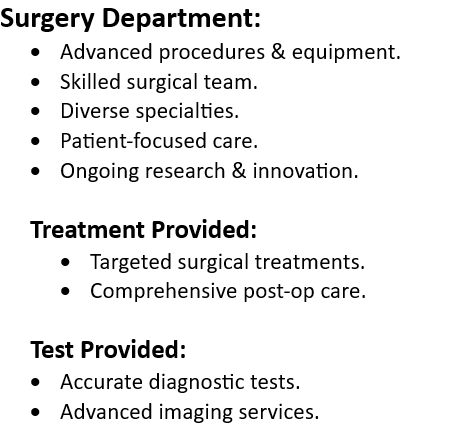 Surgery Department:
• Advanced procedures & equipment.
• Skilled surgical team.
• Diverse specialties.
• Patient-focused care.
• Ongoing research & innovation.
Treatment Provided:
• Targeted surgical treatments.
• Comprehensive post-op care.
Test Provided:
• Accurate diagnostic tests.
• Advanced imaging services.